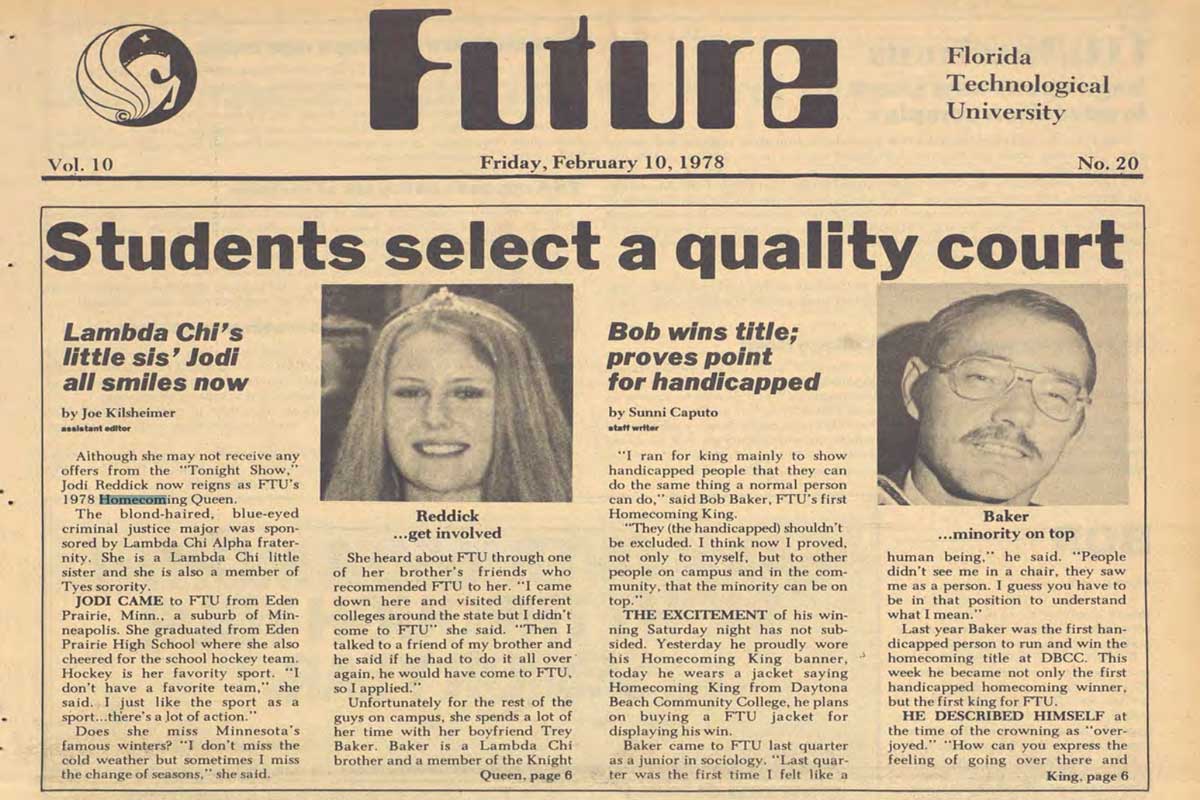 Future
Florida
Technological
University
Vol. 10
Friday, February 10, 1978
No. 20
Students select a quality court
Lambda Chi's
little sis' Jodi
all smiles now
by Joe Kilsheimer
assistant editor
Although she may not receive any
offers from the "Tonight Show,"
Jodi Reddick now reigns as FTU's
1978 Homecoming Queen.
The blond-haired, blue-eyed
criminal justice major was spon-
sored by Lambda Chi Alpha frater-
nity. She is a Lambda Chi little
sister and she is also a member of
Tyes sorority.
JODI CAME to FTU from Eden
Prairie, Minn., a suburb of Min-
neapolis. She graduated from Eden
Prairie High School where she also
cheered for the school hockey team.
Hockey is her favority sport. "I
don't have a favorite team," she
said. I just like the sport as a
sport...there's a lot of action."
Does she miss Minnesota's
famous winters? "I don't miss the
cold weather but sometimes I miss
the change of seasons," she said.
Reddick
...get involved
She heard about FTU through one
of her brother's friends who
recommended FTU to her. "I came
down here and visited different
colleges around the state but I didn't
come to FTU" she said. "Then I
talked to a friend of my brother and
he said if he had to do it all over
again, he would have come to FTU,
so I applied."
Unfortunately for the rest of the
guys on campus, she spends a lot of
her time with her boyfriend Trey
Baker. Baker is a Lambda Chi
brother and a member of the Knight
Queen, page 6
Bob wins title;
proves point
for handicapped
by Sunni Caputo
staff writer
"I ran for king mainly to show
handicapped people that they can
do the same thing a normal person
can do," said Bob Baker, FTU's first
Homecoming King.
"They (the handicapped) shouldn't
be excluded. I think now I proved,
not only to myself, but to other
people on campus and in the com-
munity, that the minority can be on
top."
THE EXCITEMENT of his win-
ning Saturday night has not sub-
sided. Yesterday he proudly wore
his Homecoming King banner,
today he wears a jacket saying
Homecoming King from Daytona
Beach Community College, he plans
on buying a FTU jacket for
displaying his win.
Baker came to FTU last quarter
as a junior in sociology. "Last quar-
ter was the first time I felt like a
Baker
...minority on top
human being," he said. "People
didn't see me in a chair, they saw
me as a person. I guess you have to
be in that position to understand
what I mean."
Last year Baker was the first han-
dicapped person to run and win the
homecoming title at DBCC. This
week he became not only the first
handicapped homecoming winner,
but the first king for FTU.
HE DESCRIBED HIMSELF at
the time of the crowning as "over-
joyed." "How can you express the
feeling of going over there and
King, page 6